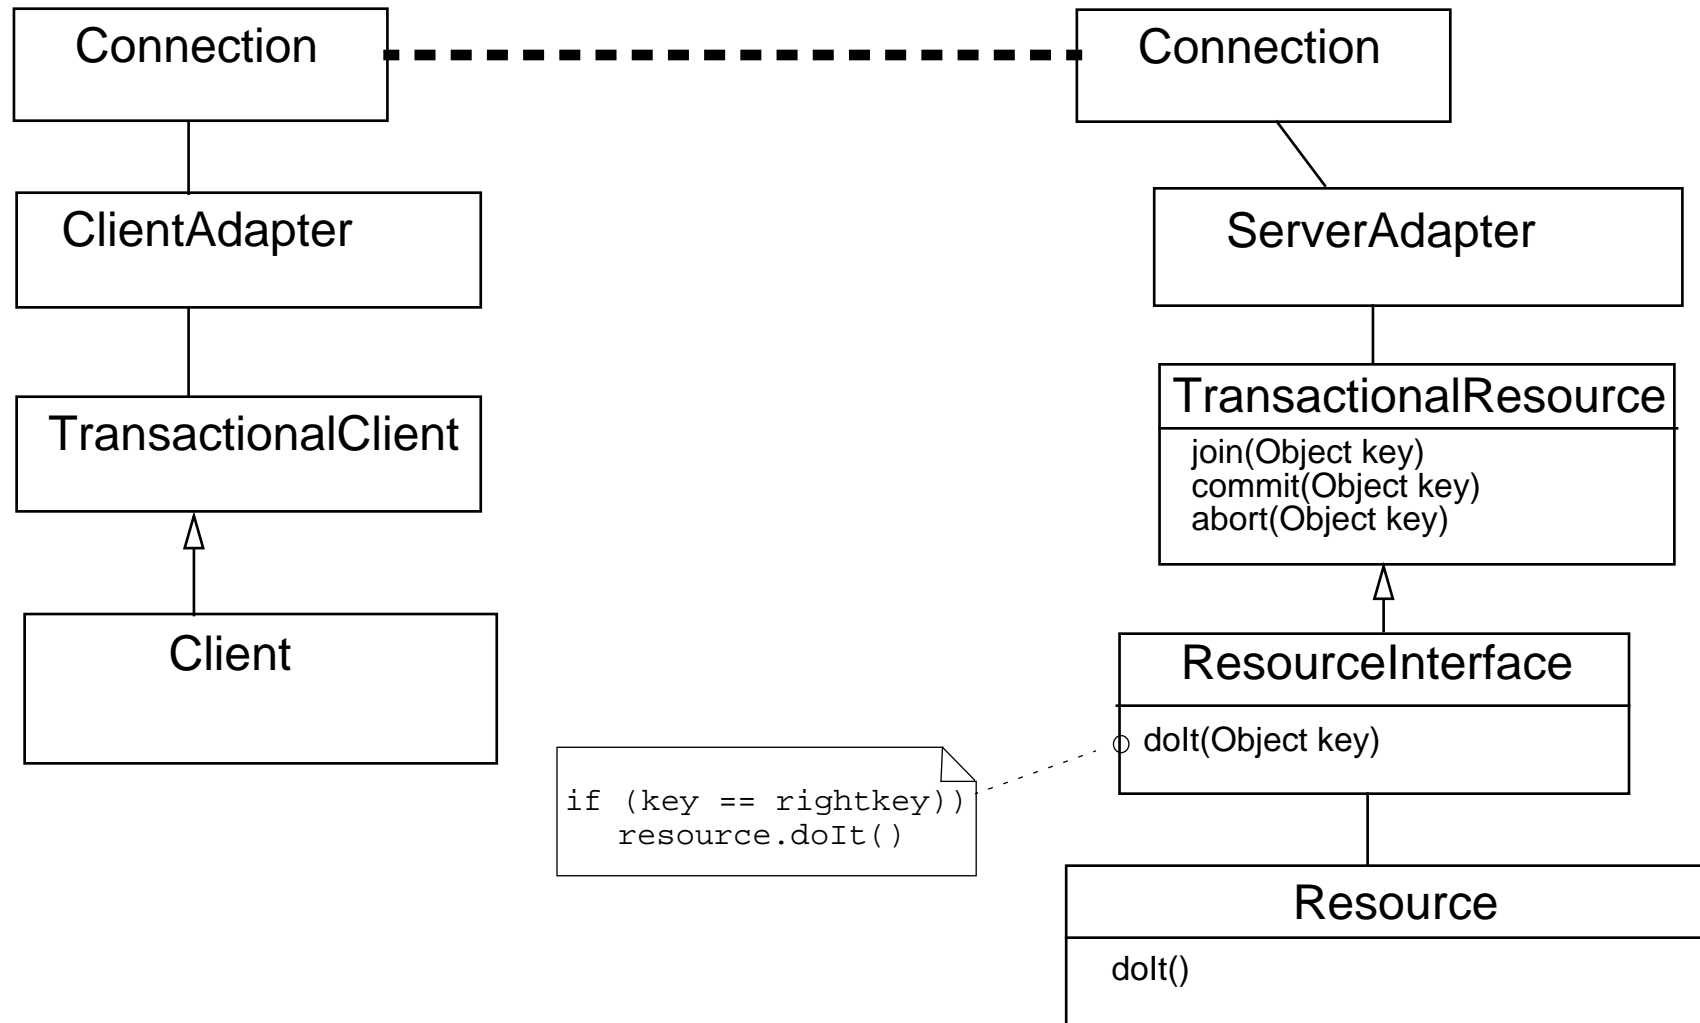 Connection
Connection
ClientAdapter
ServerAdapter
TransactionalClient
TransactionalResource
join(Object key)
commit(Object key)
abort(Object key)
Client
ResourceInterface
doIt(Object key)
if (key == rightkey))
resource.doIt()
Resource
doIt()